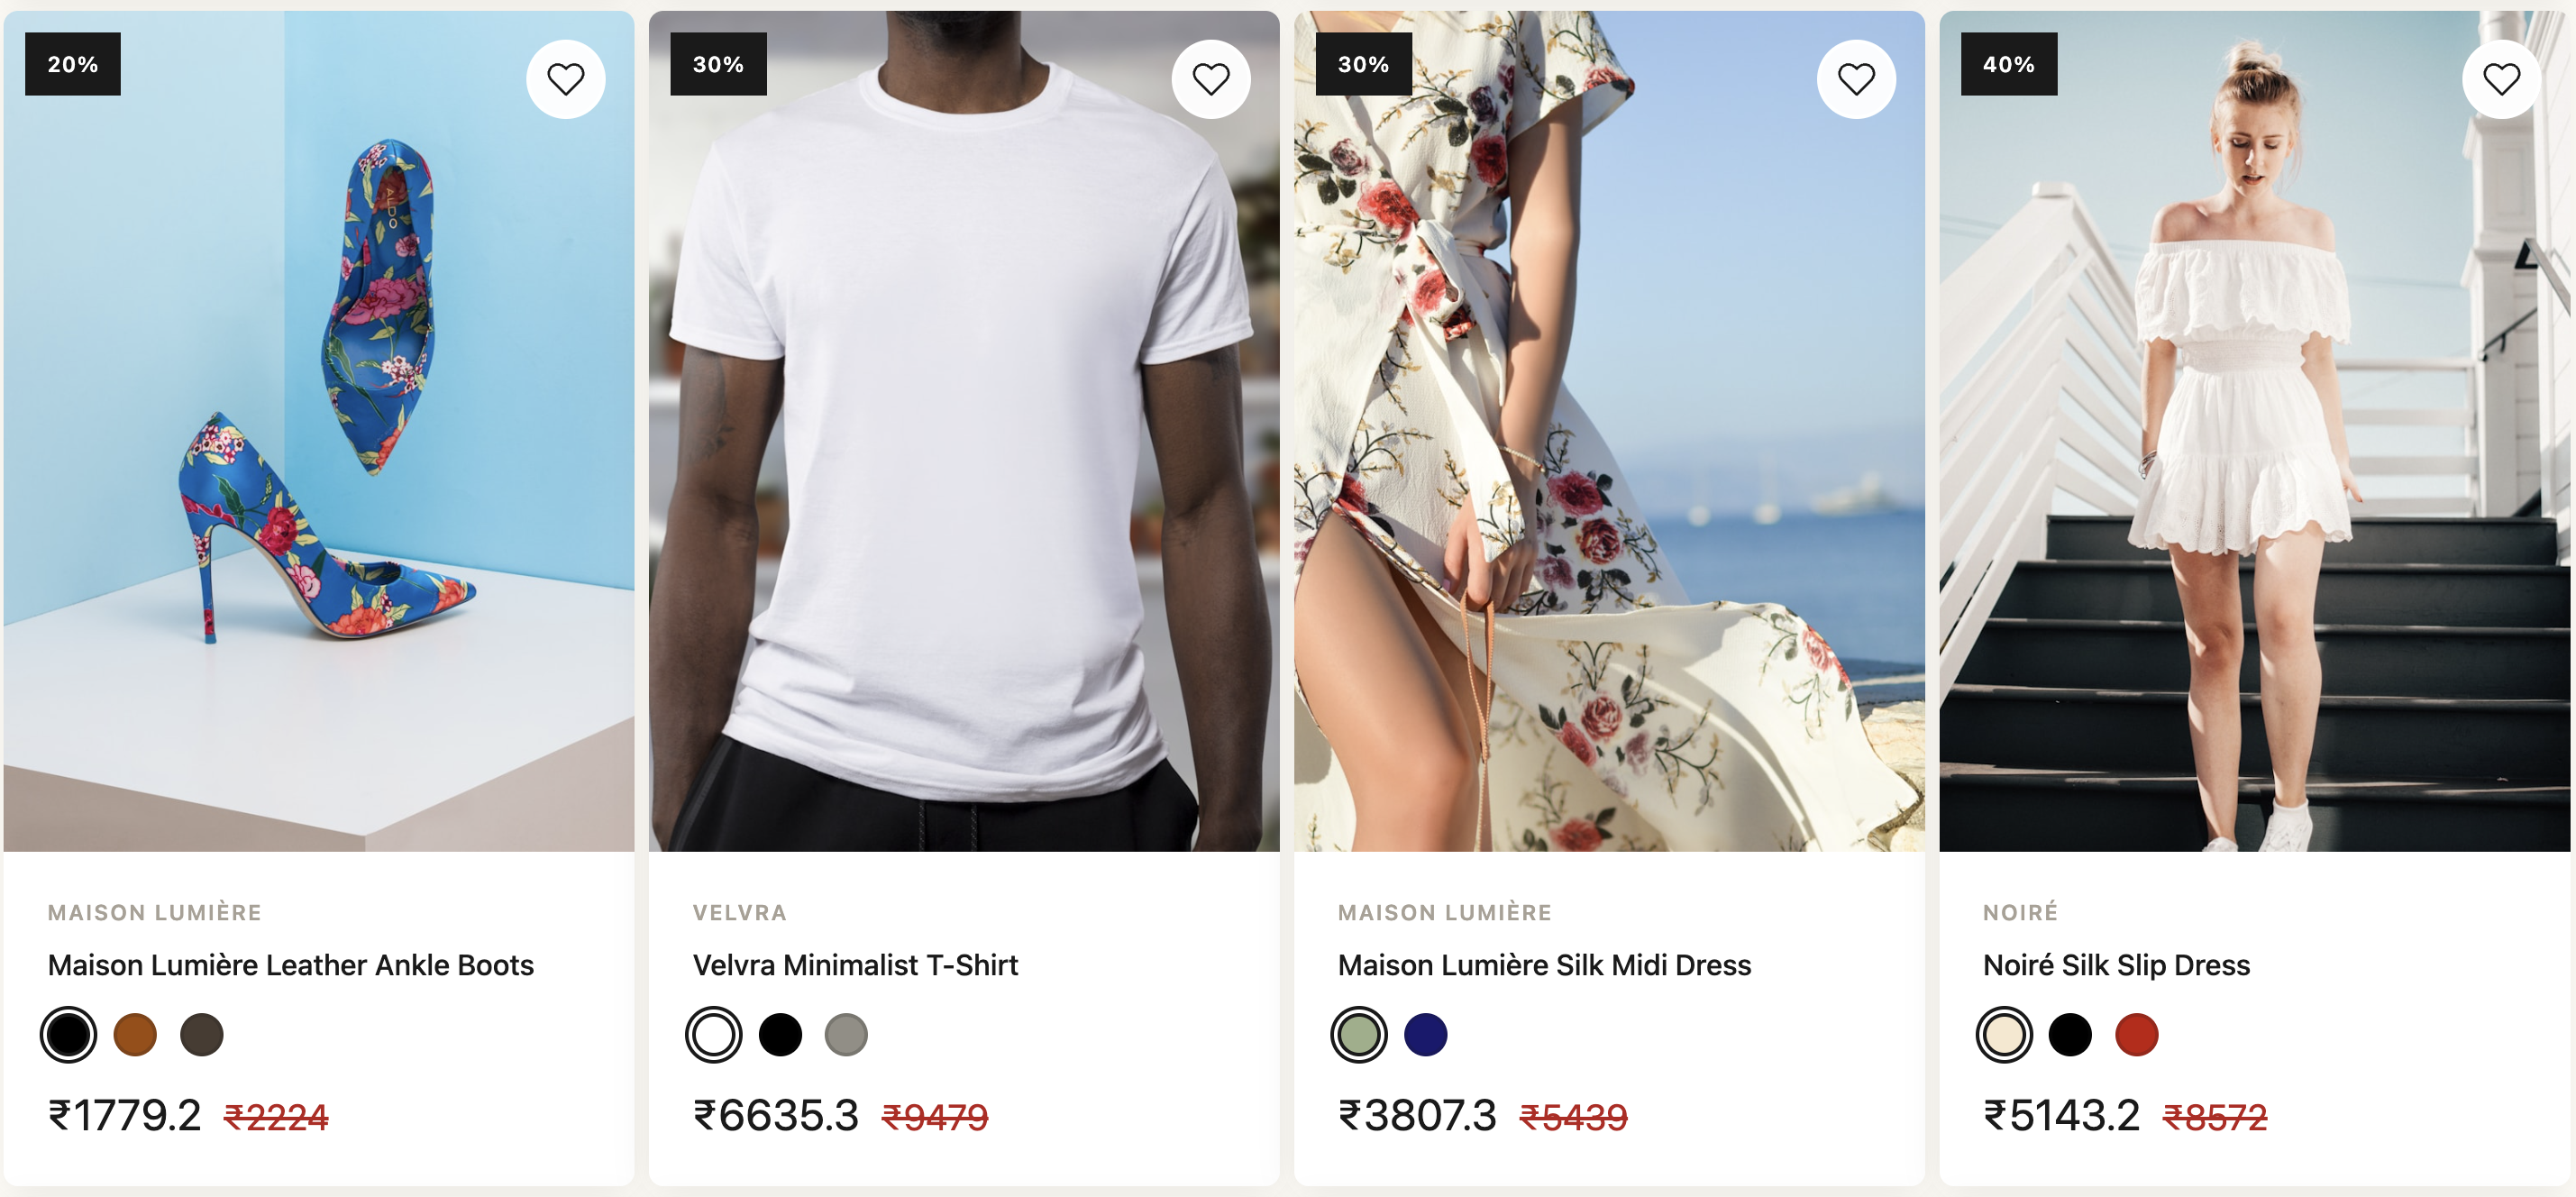 20%
ALDO
MAISON LUMIÈRE
Maison Lumière Leather Ankle Boots
₹1779.2 ₹2224
30%
VELVRA
Velvra Minimalist T-Shirt
₹6635.3 ₹9479
30%
MAISON LUMIÈRE
Maison Lumière Silk Midi Dress
₹3807.3 ₹5439
40%
NOIRÉ
Noiré Silk Slip Dress
₹5143.2 ₹8572